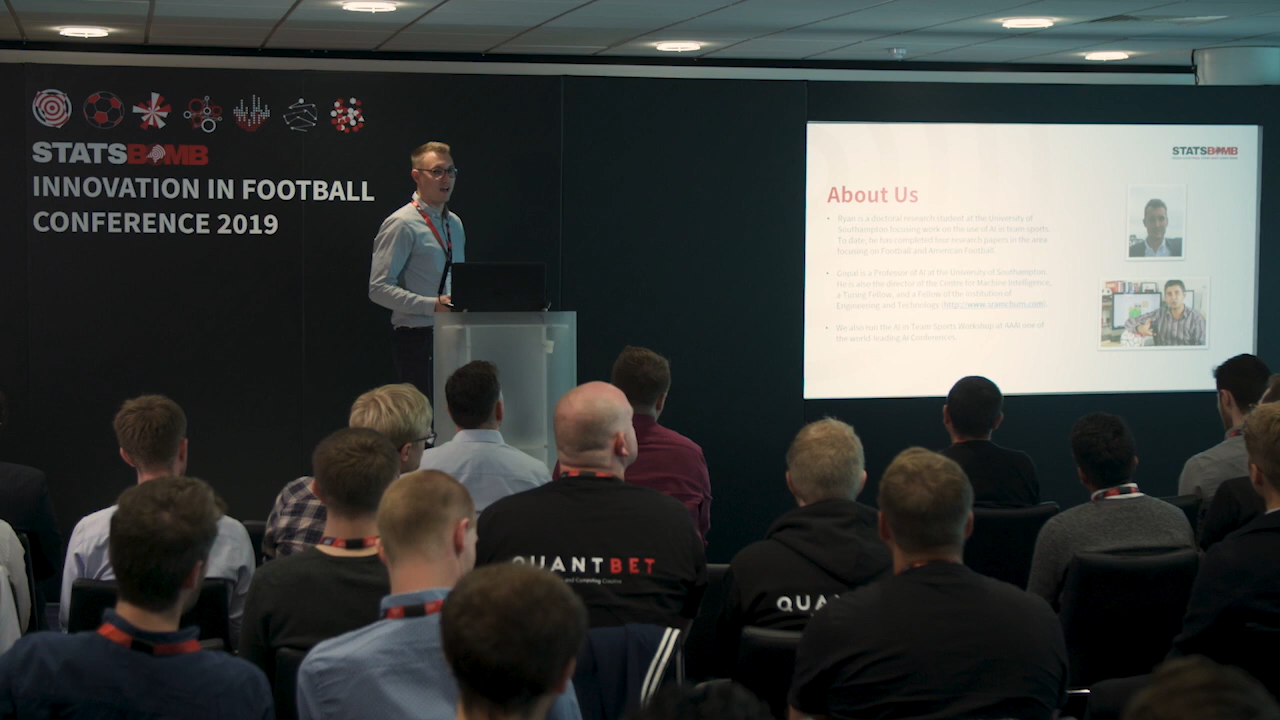 STATSBOMB
INNOVATION IN FOOTBALL
CONFERENCE 2019
STATSBOMB
About Us
Ryan is a doctoral research student at the University of
Southampton focusing work on the use of AI in team sports.
To date, he has completed four research papers in the area
focusing on Football and American Football.
Gopal is a Professor of AI at the University of Southampton.
He is also the director of the Centre for Machine Intelligence,
a Turing Fellow, and a Fellow of the Institution of
Engineering and Technology
We also run the AI in Team Sports Workshop at AAAI one of
the world-leading AI Conferences.
QUANTBET
and Computing Creative
QUA